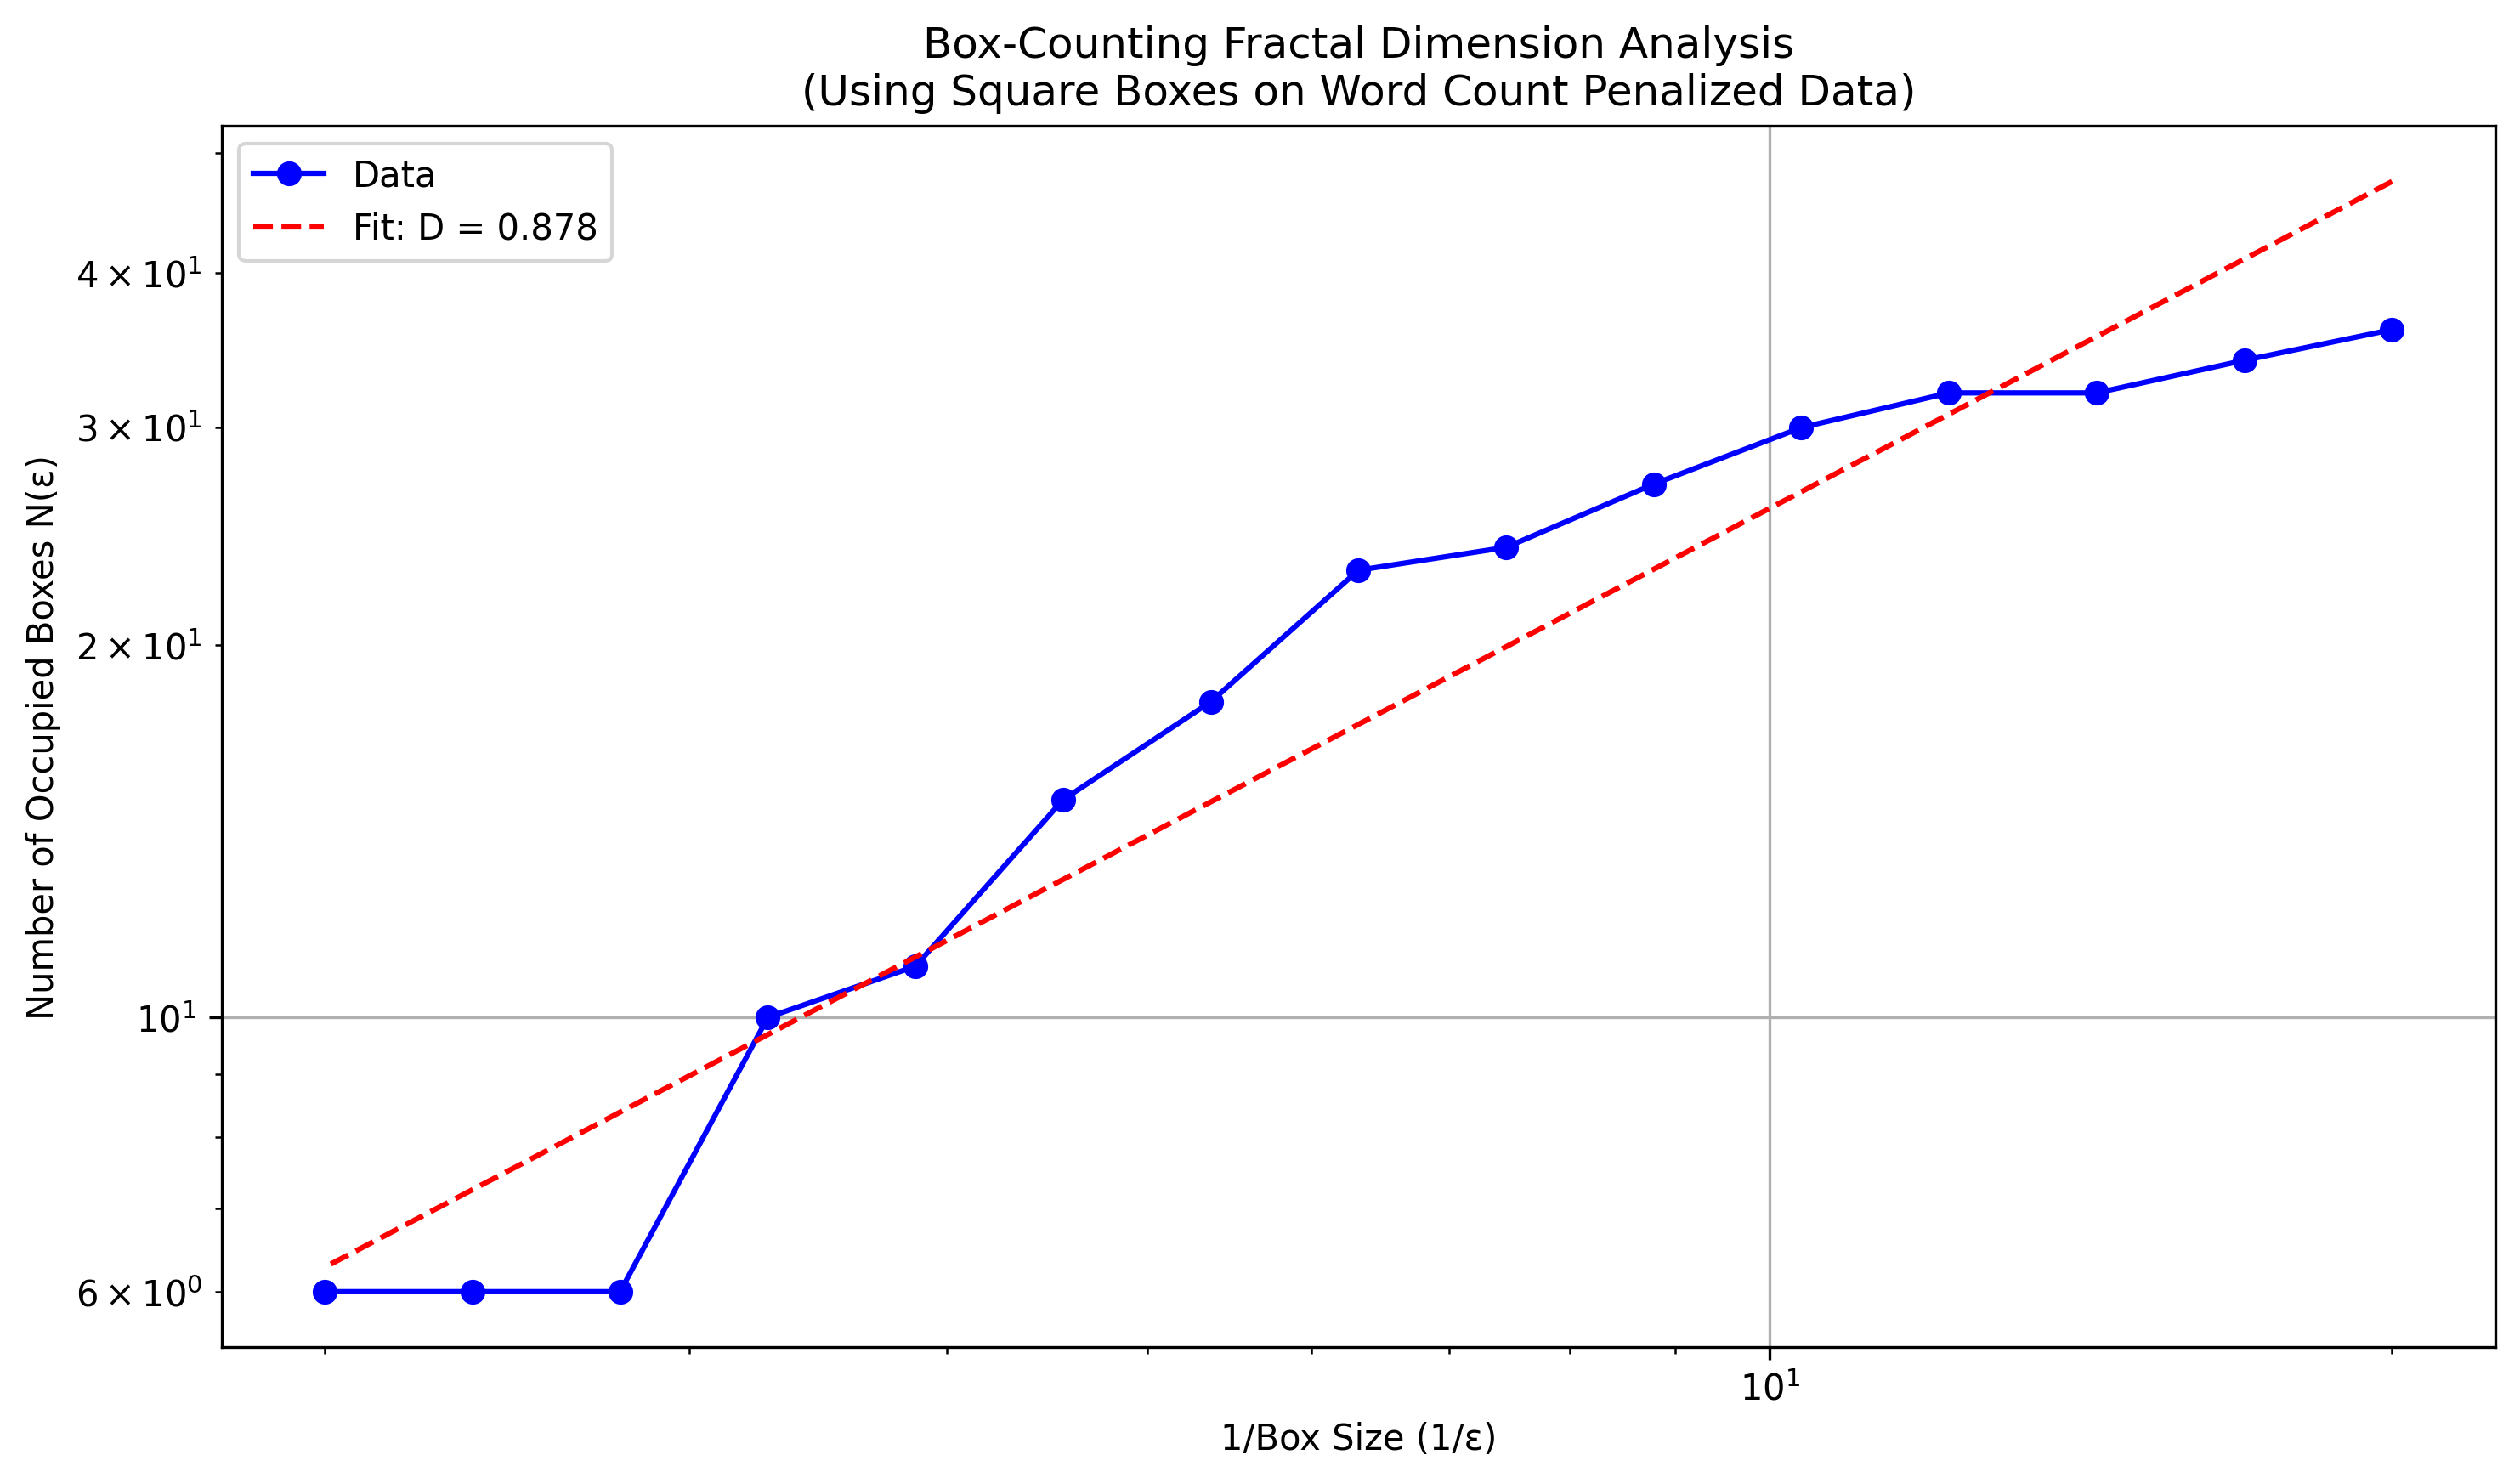 Box-Counting Fractal Dimension Analysis
(Using Square Boxes on Word Count Penalized Data)
Data
Fit: D = 0.878
Number of Occupied Boxes N(ε)
4 × 10¹
3 × 10¹
2 × 10¹
10¹
6 × 10⁰
10¹
1/Box Size (1/ε)